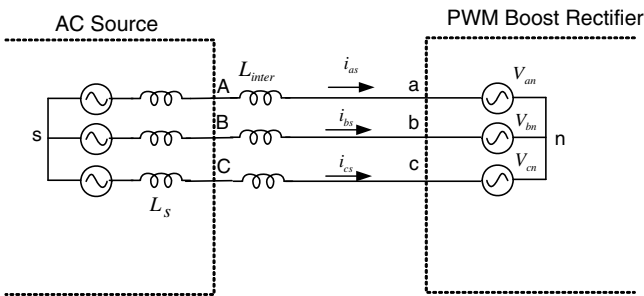 AC Source
PWM Boost Rectifier
L_inter
i_as
V_an
A
a
s
B
i_bs
b
V_bn
n
C
i_cs
c
V_cn
L_s